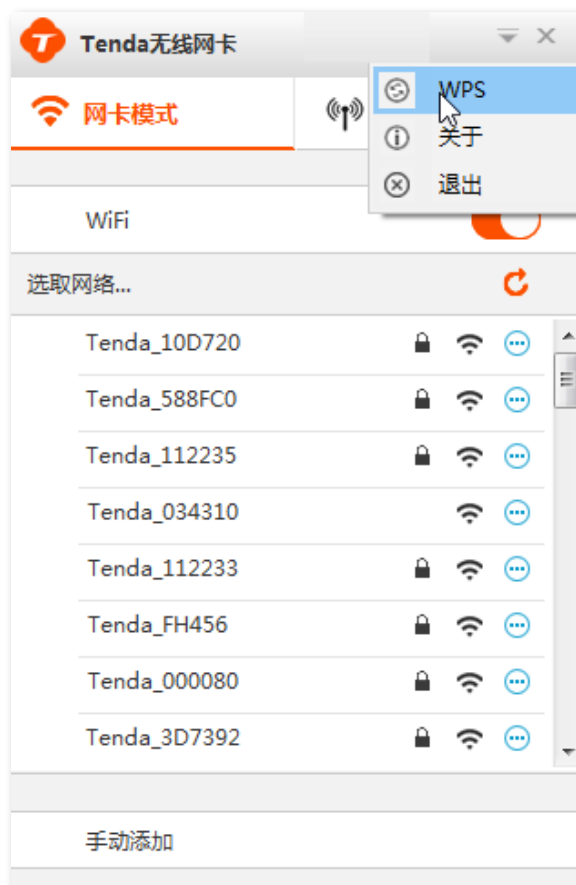 Tenda无线网卡
WPS
网卡模式
关于
退出
WiFi
选取网络...
Tenda_10D720
Tenda_588FC0
Tenda_112235
Tenda_034310
Tenda_112233
Tenda_FH456
Tenda_000080
Tenda_3D7392
手动添加